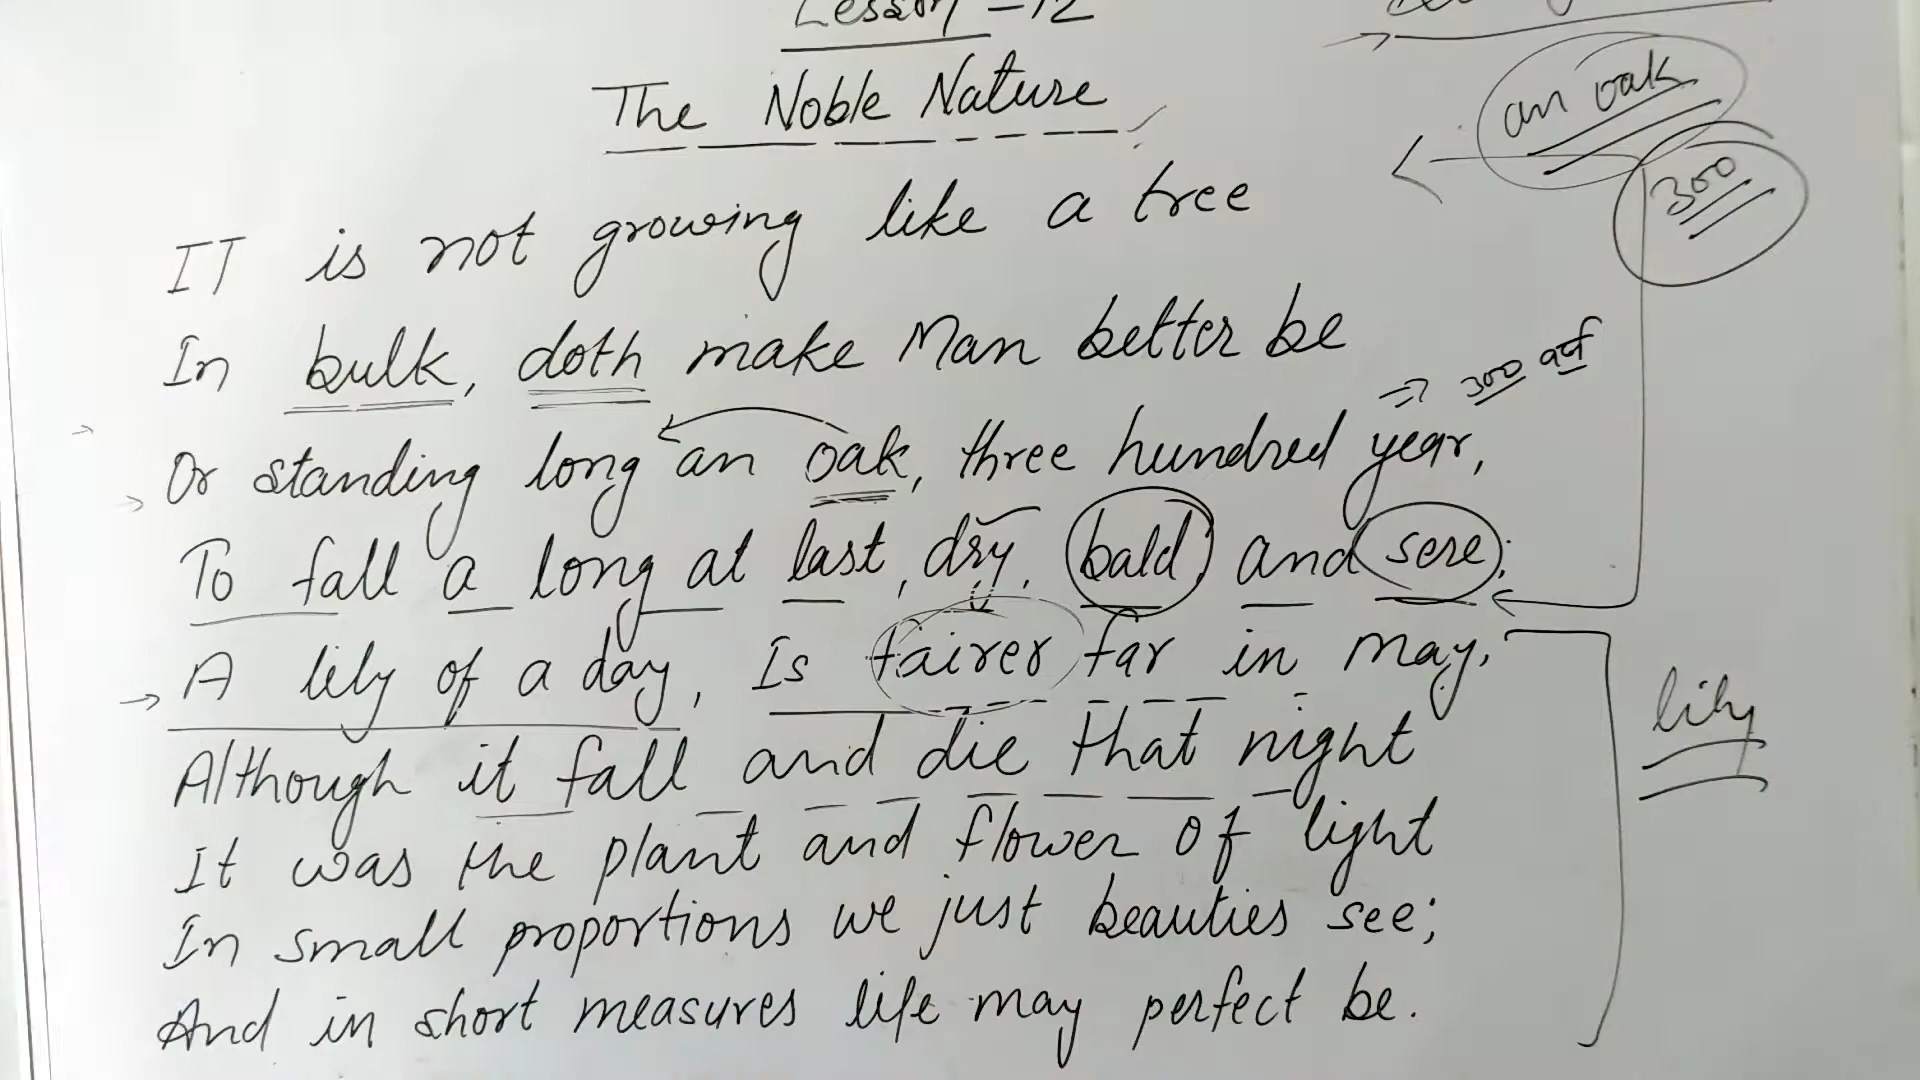 Lesson - 12
The Noble Nature
an oak
300
IT is not growing like a tree
In bulk, doth make Man better be
⇒ 300 वर्ष
Or standing long an oak, three hundred year,
To fall a long at last, dry, bald, and sere;
A lily of a day, Is fairer far in may,
lily
Although it fall and die that night
It was the plant and flower of light
In small proportions we just beauties see;
And in short measures life may perfect be.